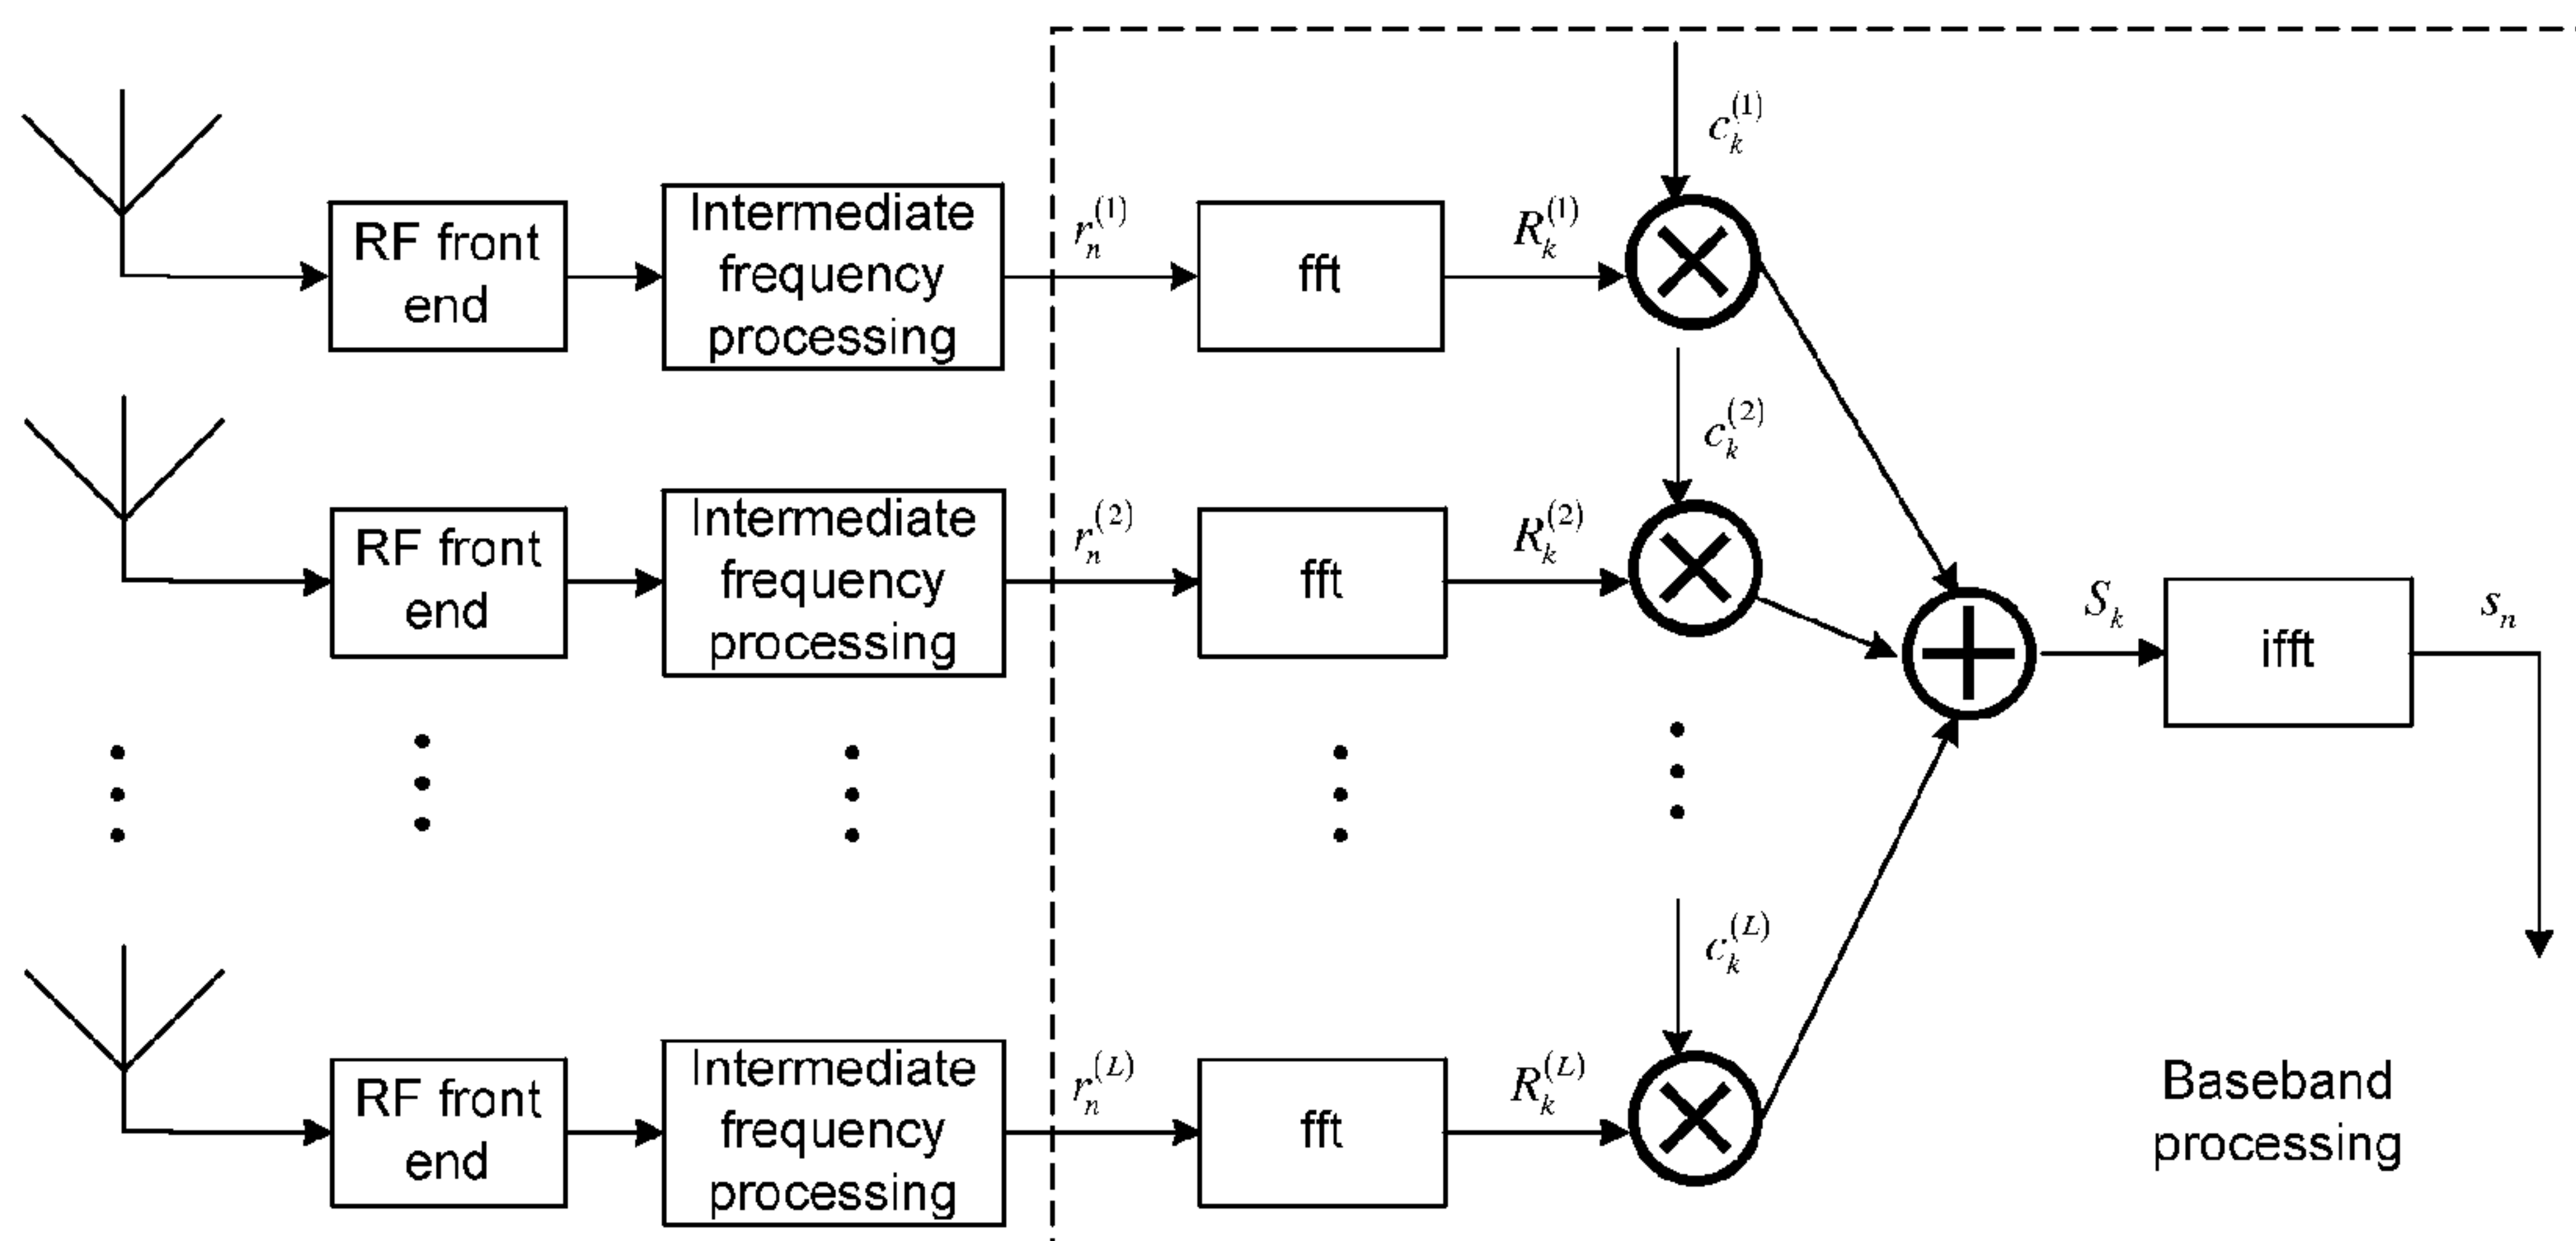 c_k^{(1)}
RF front
end
Intermediate
frequency
processing
r_n^{(1)}
fft
R_k^{(1)}
c_k^{(2)}
RF front
end
Intermediate
frequency
processing
r_n^{(2)}
fft
R_k^{(2)}
S_k
ifft
s_n
c_k^{(L)}
RF front
end
Intermediate
frequency
processing
r_n^{(L)}
fft
R_k^{(L)}
Baseband
processing